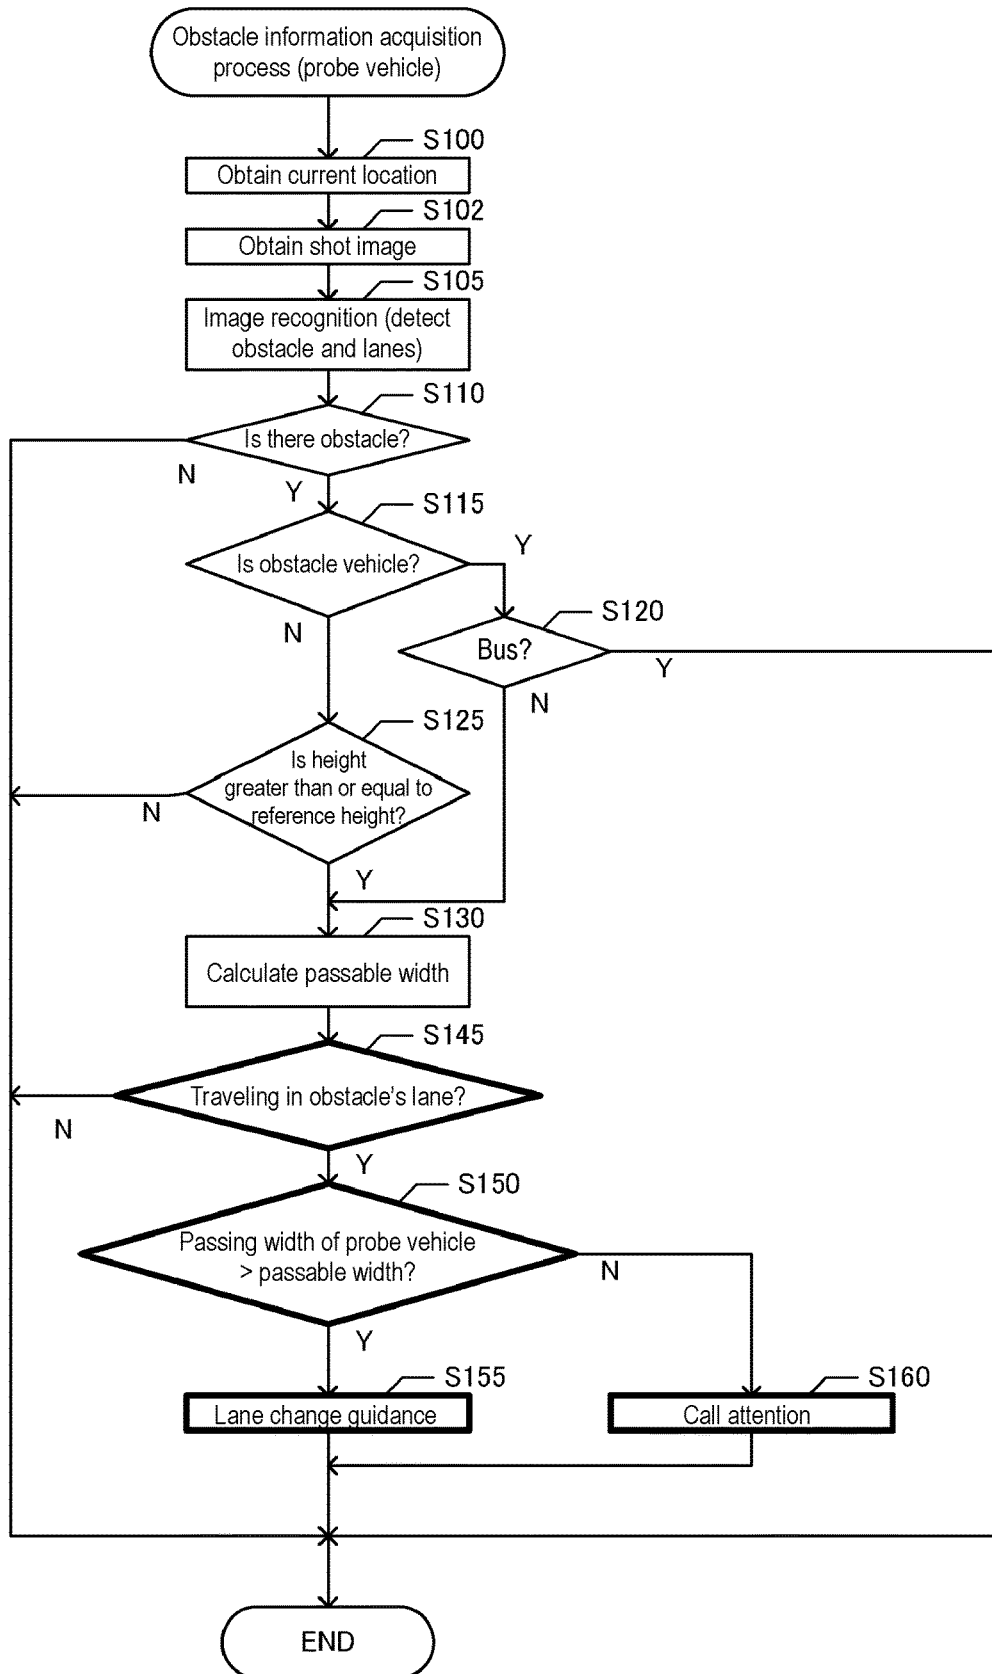 Obstacle information acquisition
process (probe vehicle)
S100
Obtain current location
S102
Obtain shot image
S105
Image recognition (detect
obstacle and lanes)
S110
Is there obstacle?
N
Y
S115
Is obstacle vehicle?
Y
N
S120
Bus?
Y
N
S125
Is height
greater than or equal to
reference height?
N
Y
S130
Calculate passable width
S145
Traveling in obstacle's lane?
N
Y
S150
Passing width of probe vehicle
> passable width?
N
Y
S155
Lane change guidance
S160
Call attention
END